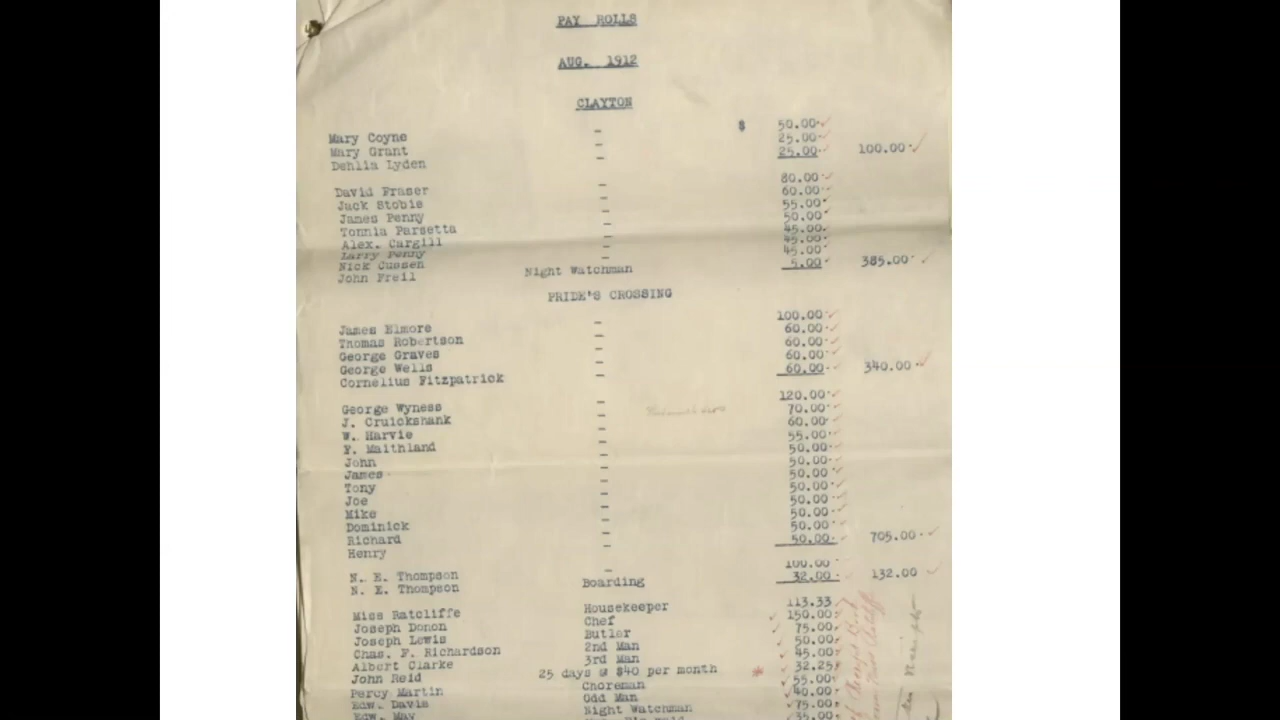 PAY ROLLS
AUG. 1912
CLAYTON
Mary Coyne - $ 50.00
Mary Grant - 25.00
Dehlia Lyden - 25.00 100.00
David Fraser - 80.00
Jack Stobie - 60.00
James Penny - 55.00
Tonnia Parsetta - 50.00
Alex. Cargill - 45.00
Larry Penny - 45.00
Nick Cussen - 45.00
John Freil Night Watchman 5.00 385.00
PRIDE'S CROSSING
James Elmore - 100.00
Thomas Robertson - 60.00
George Graves - 60.00
George Wells - 60.00
Cornelius Fitzpatrick - 60.00 340.00
George Wyness - 120.00
J. Cruickshank - 70.00
W. Harvie - 60.00
F. Maithland - 55.00
John - 50.00
James - 50.00
Tony - 50.00
Joe - 50.00
Mike - 50.00
Dominick - 50.00
Richard - 50.00
Henry - 50.00 705.00
N. E. Thompson - 100.00
N. E. Thompson Boarding 32.00 132.00
Miss Ratcliffe Housekeeper 113.33
Joseph Donon Chef 150.00
Joseph Lewis Butler 75.00
Chas. F. Richardson 2nd Man 50.00
Albert Clarke 3rd Man 45.00
John Reid 25 days @ $40 per month * 32.25
Percy Martin Choreman 55.00
Edw. Davis Odd Man 40.00
Edw. May Night Watchman 75.00
35.00